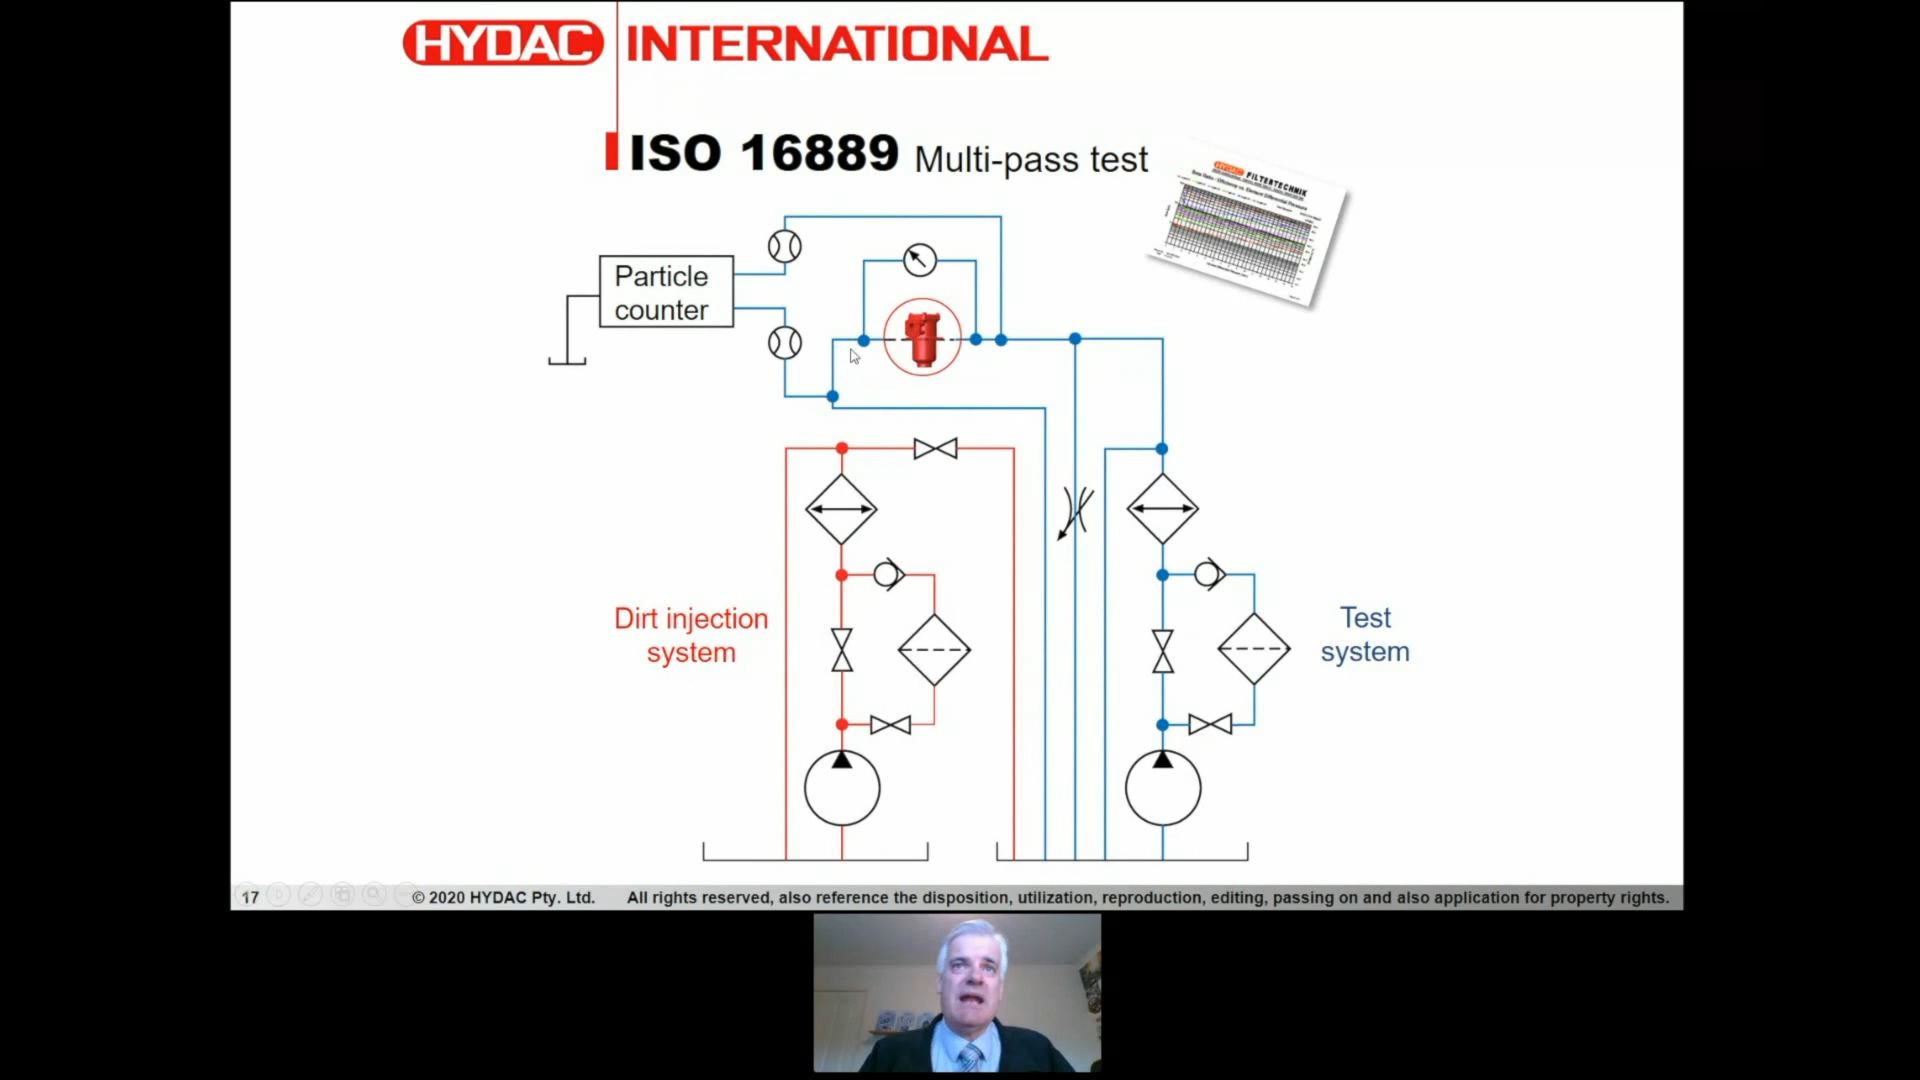 HYDAC INTERNATIONAL
ISO 16889 Multi-pass test
HYDAC FILTERTECHNIK
Particle
counter
Dirt injection
system
Test
system
17
© 2020 HYDAC Pty. Ltd. All rights reserved, also reference the disposition, utilization, reproduction, editing, passing on and also application for property rights.